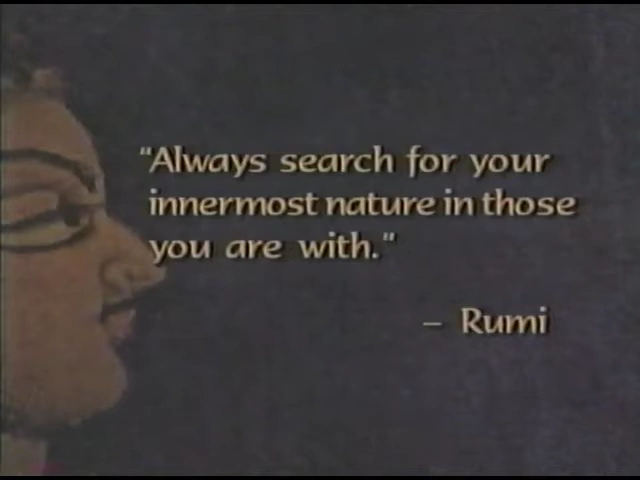 "Always search for your
innermost nature in those
you are with."
– Rumi